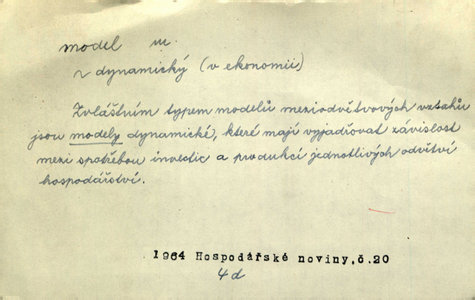 model m.
~ dynamický (v ekonomii)
Zvláštním typem modelů meziodvětvových vztahů
jsou modely dynamické, které mají vyjadřovat závislost
mezi spotřebou investic a produkcí jednotlivých odvětví
hospodářství.
1964 Hospodářské noviny, č.20
4d